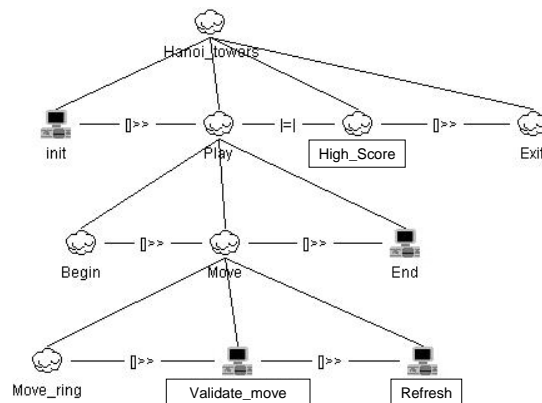 Hanoi_towers
init
[]>>
Play
|=|
High_Score
[]>>
Exit
Begin
[]>>
Move
[]>>
End
Move_ring
[]>>
Validate_move
[]>>
Refresh